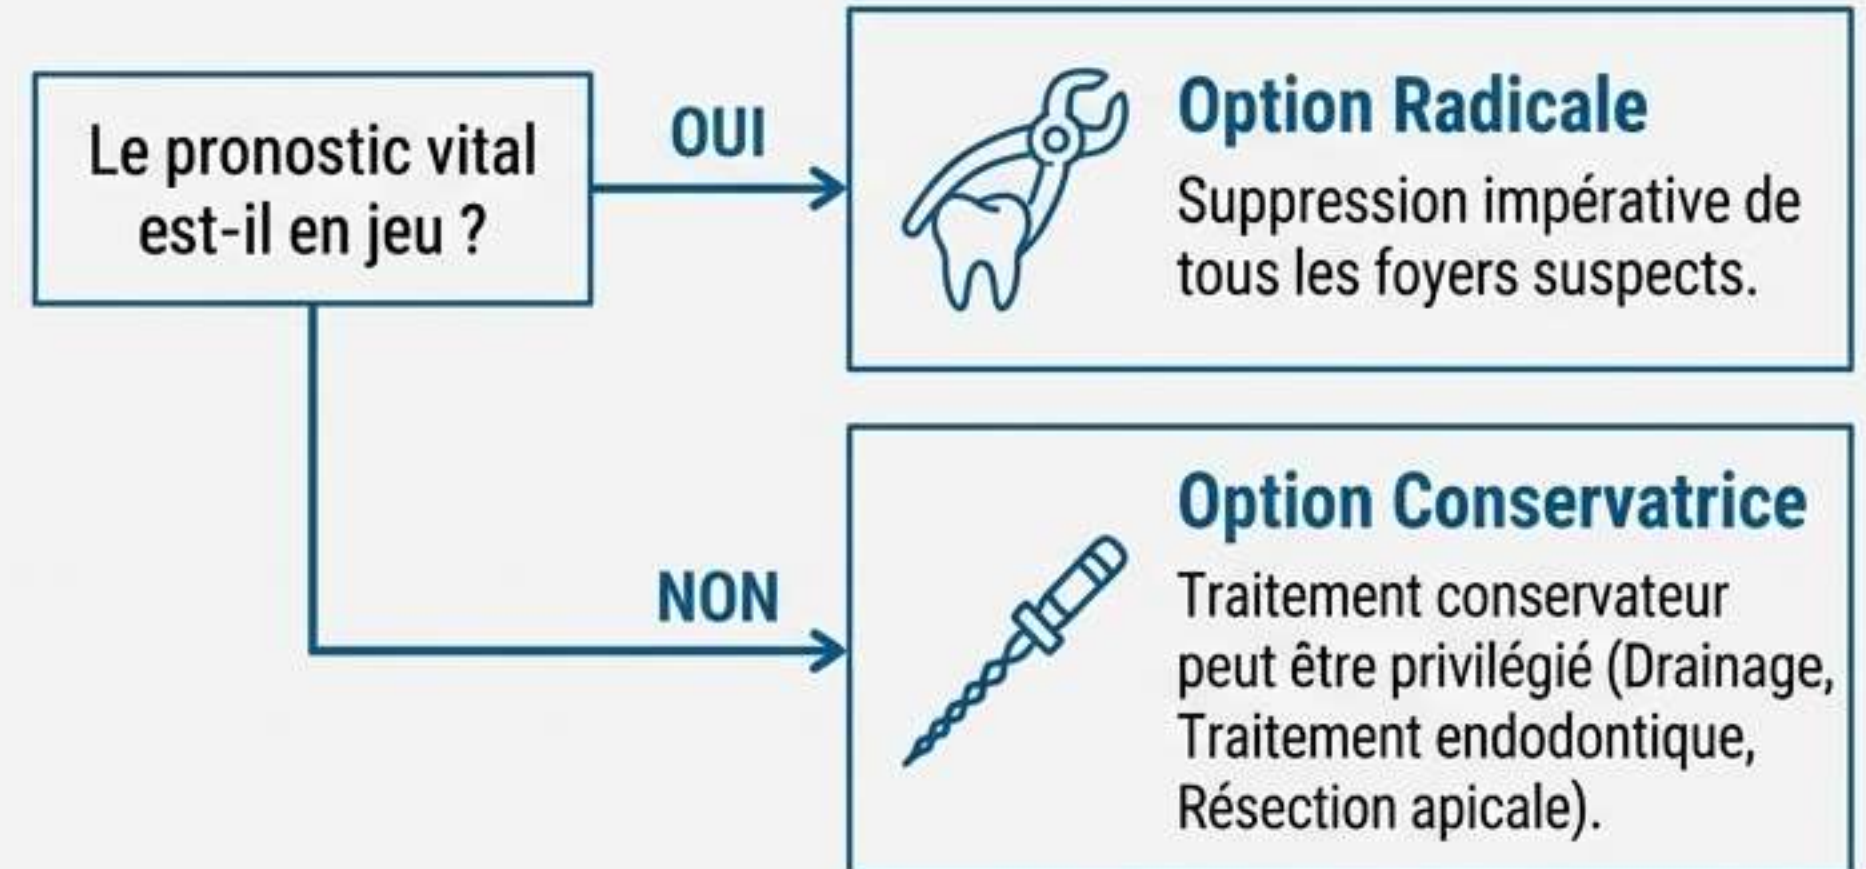 Le pronostic vital
est-il en jeu ?
OUI
Option Radicale
Suppression impérative de
tous les foyers suspects.
NON
Option Conservatrice
Traitement conservateur
peut être privilégié (Drainage,
Traitement endodontique,
Résection apicale).